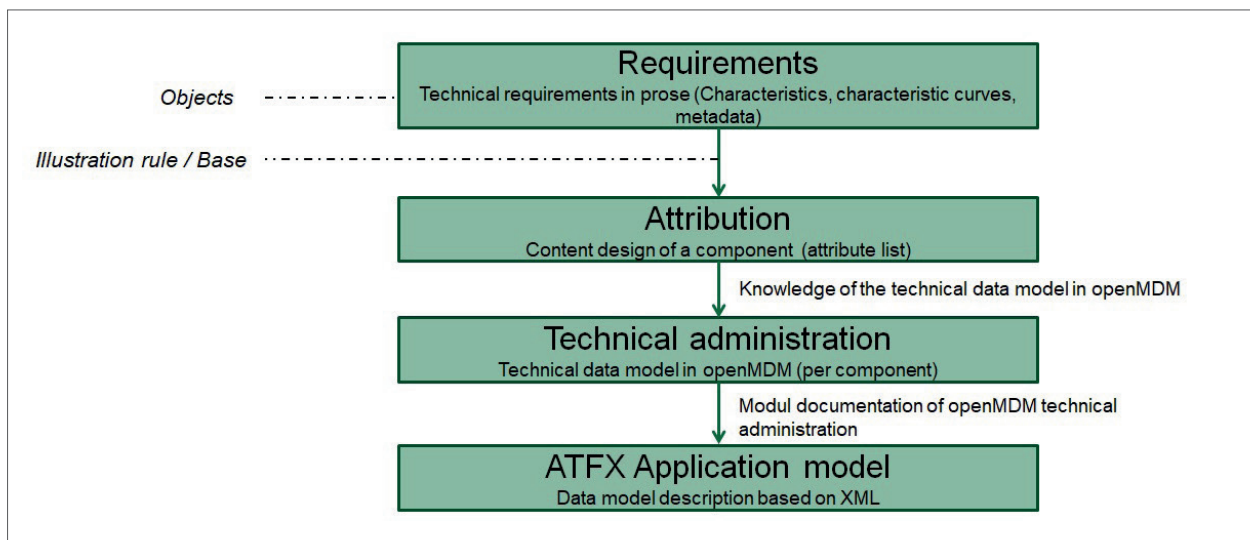 Requirements
Technical requirements in prose (Characteristics, characteristic curves,
metadata)
Objects
Illustration rule / Base
Attribution
Content design of a component (attribute list)
Knowledge of the technical data model in openMDM
Technical administration
Technical data model in openMDM (per component)
Modul documentation of openMDM technical
administration
ATFX Application model
Data model description based on XML